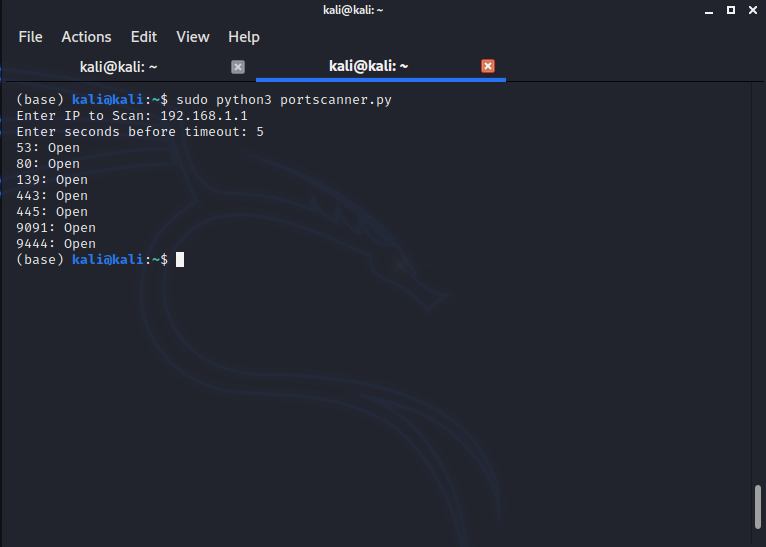 kali@kali: ~
File Actions Edit View Help
kali@kali: ~ kali@kali: ~
(base) kali@kali:~$ sudo python3 portscanner.py
Enter IP to Scan: 192.168.1.1
Enter seconds before timeout: 5
53: Open
80: Open
139: Open
443: Open
445: Open
9091: Open
9444: Open
(base) kali@kali:~$